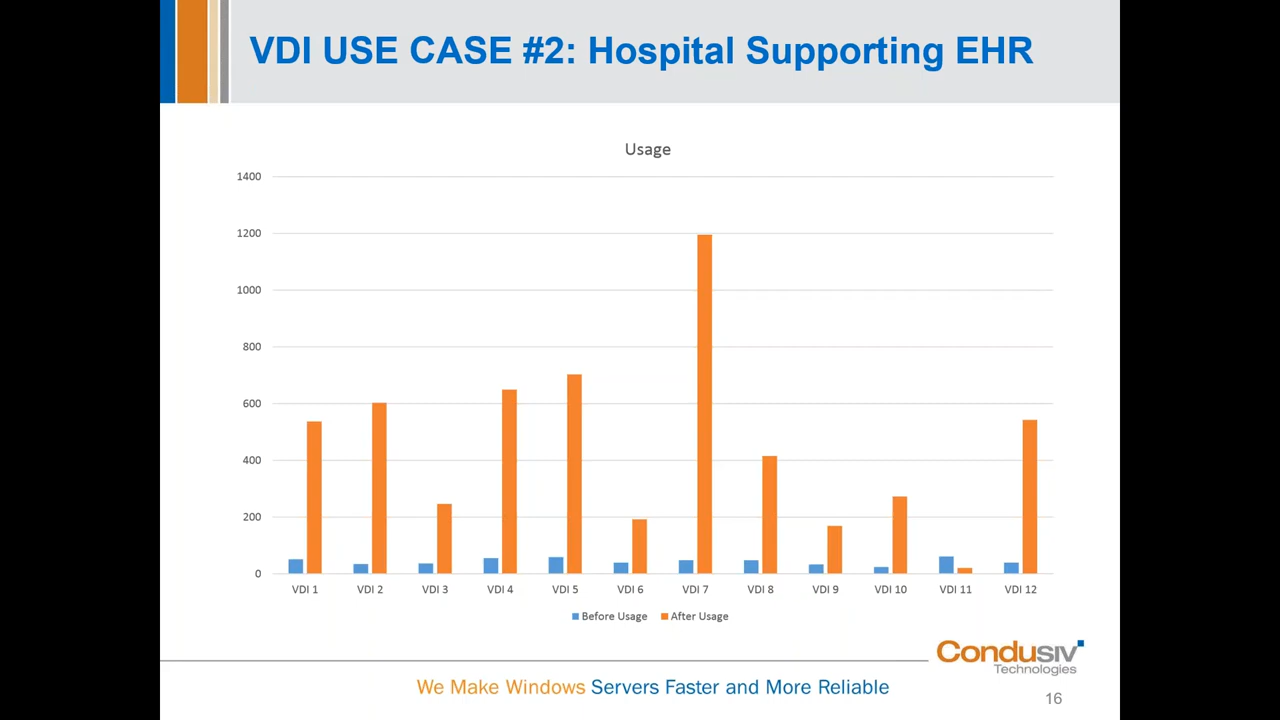 VDI USE CASE #2: Hospital Supporting EHR
Usage
1400
1200
1000
800
600
400
200
0
VDI 1 VDI 2 VDI 3 VDI 4 VDI 5 VDI 6 VDI 7 VDI 8 VDI 9 VDI 10 VDI 11 VDI 12
Before Usage After Usage
Condusiv
Technologies
We Make Windows Servers Faster and More Reliable
16